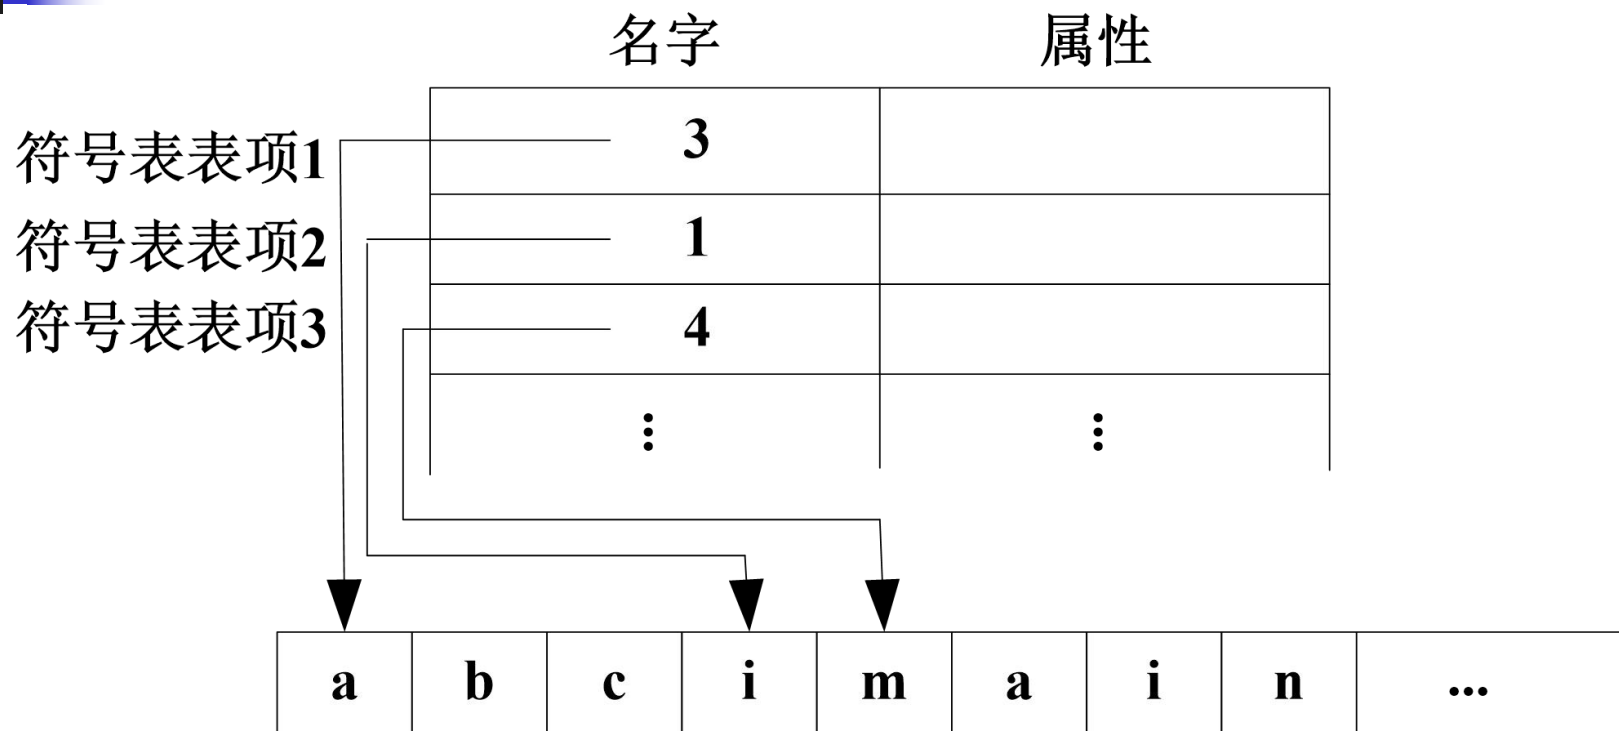 名字 属性
符号表表项1 3
符号表表项2 1
符号表表项3 4
⋮ ⋮
a b c i m a i n ...